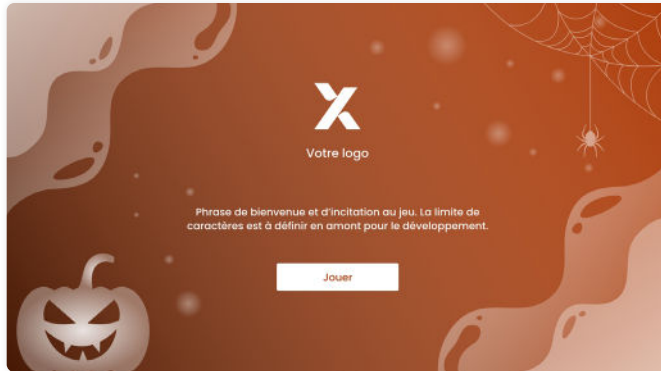 Votre logo
Phrase de bienvenue et d'incitation au jeu. La limite de
caractères est à définir en amont pour le développement.
Jouer